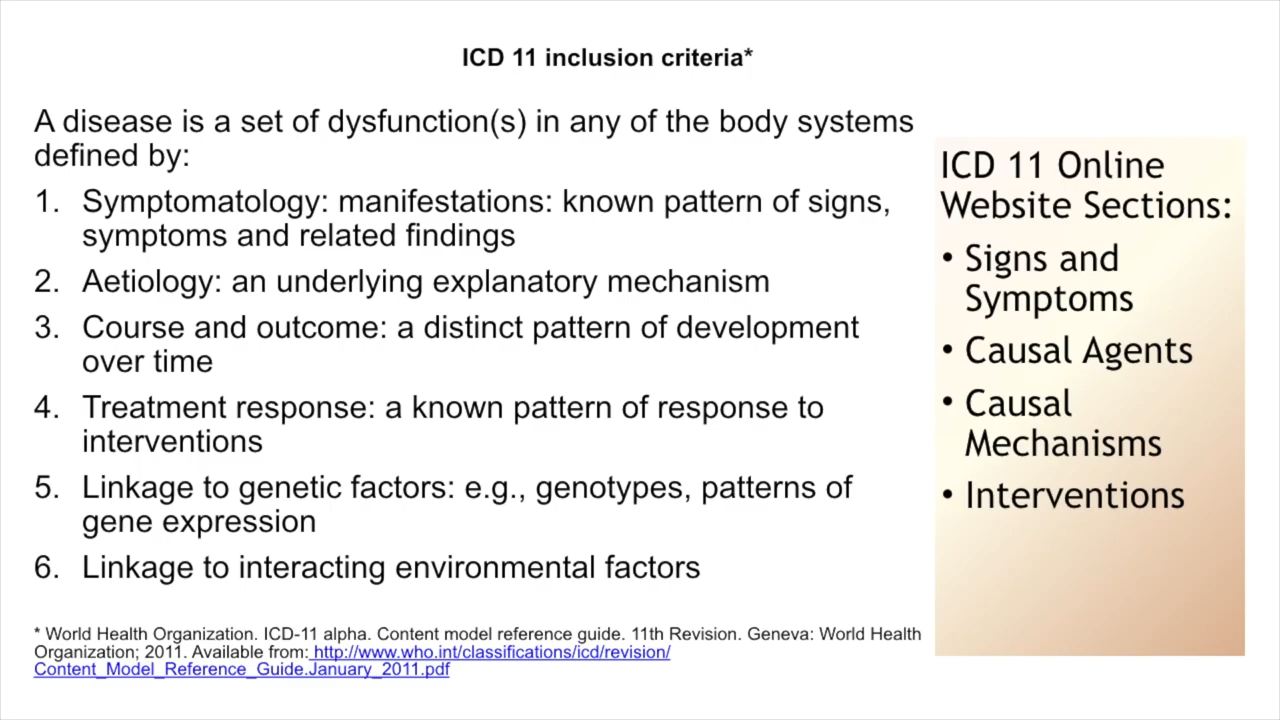 ICD 11 inclusion criteria*
A disease is a set of dysfunction(s) in any of the body systems
defined by:
1. Symptomatology: manifestations: known pattern of signs,
symptoms and related findings
2. Aetiology: an underlying explanatory mechanism
3. Course and outcome: a distinct pattern of development
over time
4. Treatment response: a known pattern of response to
interventions
5. Linkage to genetic factors: e.g., genotypes, patterns of
gene expression
6. Linkage to interacting environmental factors
* World Health Organization. ICD-11 alpha. Content model reference guide. 11th Revision. Geneva: World Health
Organization; 2011. Available from: http://www.who.int/classifications/icd/revision/
Content_Model_Reference_Guide.January_2011.pdf
ICD 11 Online
Website Sections:
• Signs and
Symptoms
• Causal Agents
• Causal
Mechanisms
• Interventions